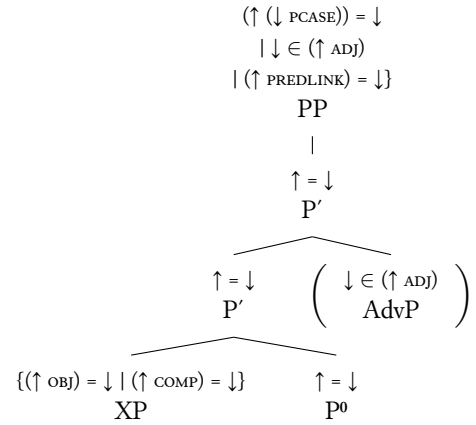 (↑ (↓ PCASE)) = ↓
| ↓ ∈ (↑ ADJ)
| (↑ PREDLINK) = ↓}
PP
↑ = ↓
P′
↑ = ↓ ( ↓ ∈ (↑ ADJ)
P′ AdvP )
{(↑ OBJ) = ↓ | (↑ COMP) = ↓} ↑ = ↓
XP P⁰